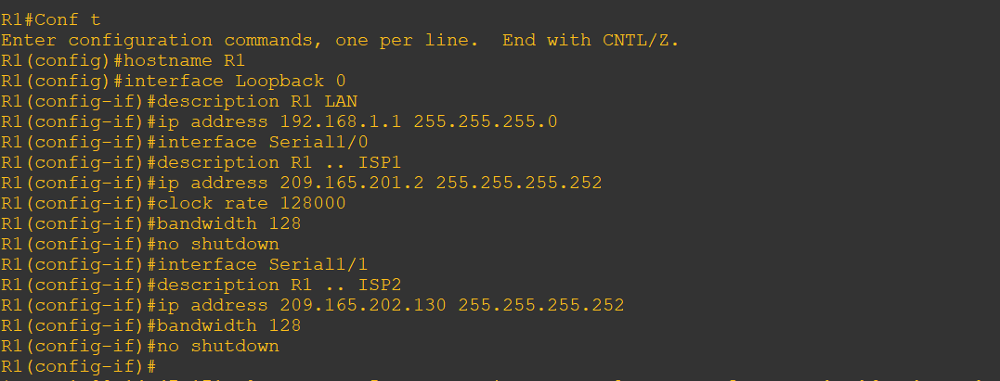 R1#Conf t
Enter configuration commands, one per line.  End with CNTL/Z.
R1(config)#hostname R1
R1(config)#interface Loopback 0
R1(config-if)#description R1 LAN
R1(config-if)#ip address 192.168.1.1 255.255.255.0
R1(config-if)#interface Serial1/0
R1(config-if)#description R1 .. ISP1
R1(config-if)#ip address 209.165.201.2 255.255.255.252
R1(config-if)#clock rate 128000
R1(config-if)#bandwidth 128
R1(config-if)#no shutdown
R1(config-if)#interface Serial1/1
R1(config-if)#description R1 .. ISP2
R1(config-if)#ip address 209.165.202.130 255.255.255.252
R1(config-if)#bandwidth 128
R1(config-if)#no shutdown
R1(config-if)#